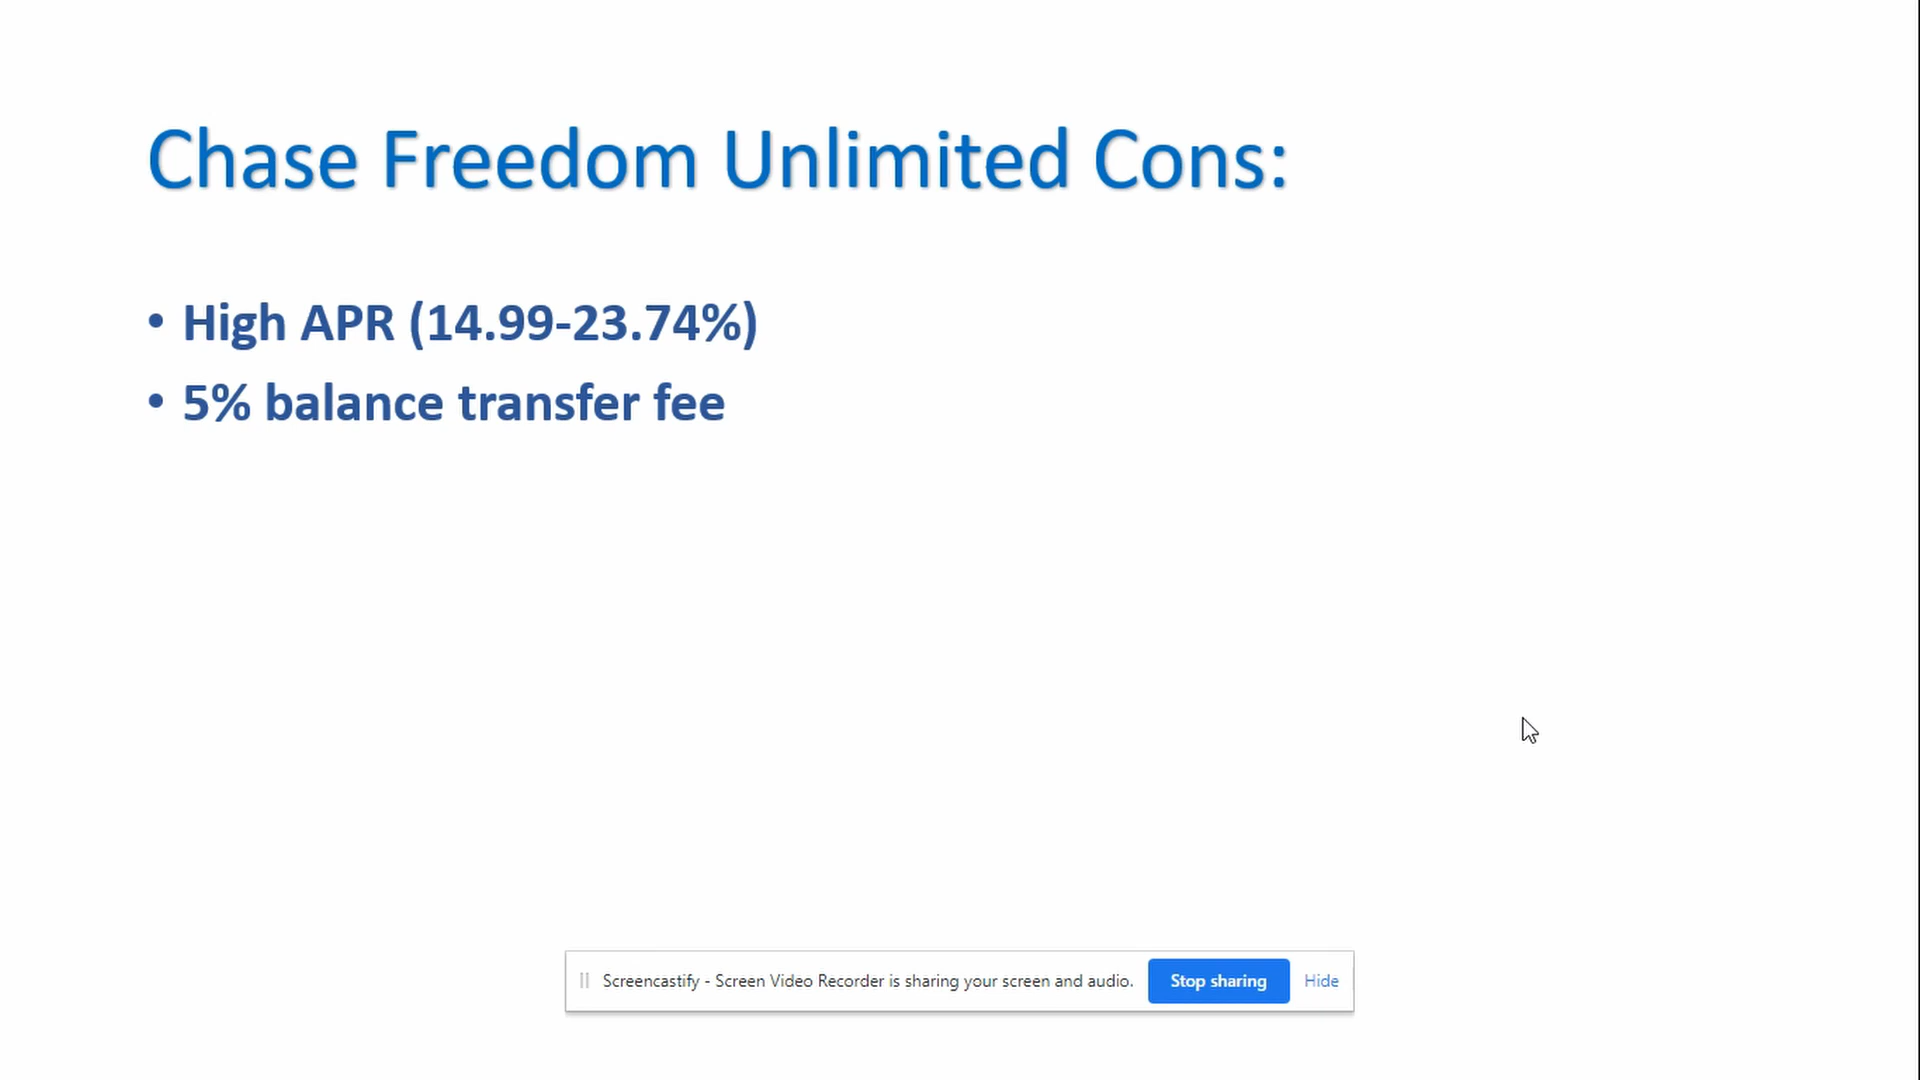 Chase Freedom Unlimited Cons:
• High APR (14.99-23.74%)
• 5% balance transfer fee
Screencastify - Screen Video Recorder is sharing your screen and audio. Stop sharing Hide